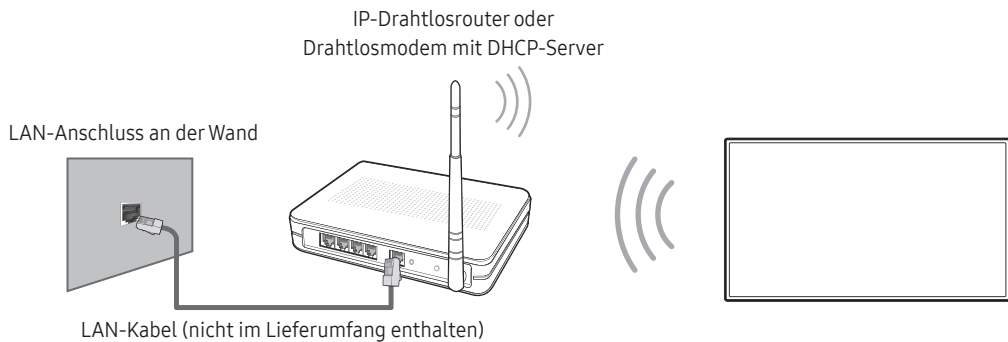 IP-Drahtlosrouter oder
Drahtlosmodem mit DHCP-Server
LAN-Anschluss an der Wand
LAN-Kabel (nicht im Lieferumfang enthalten)